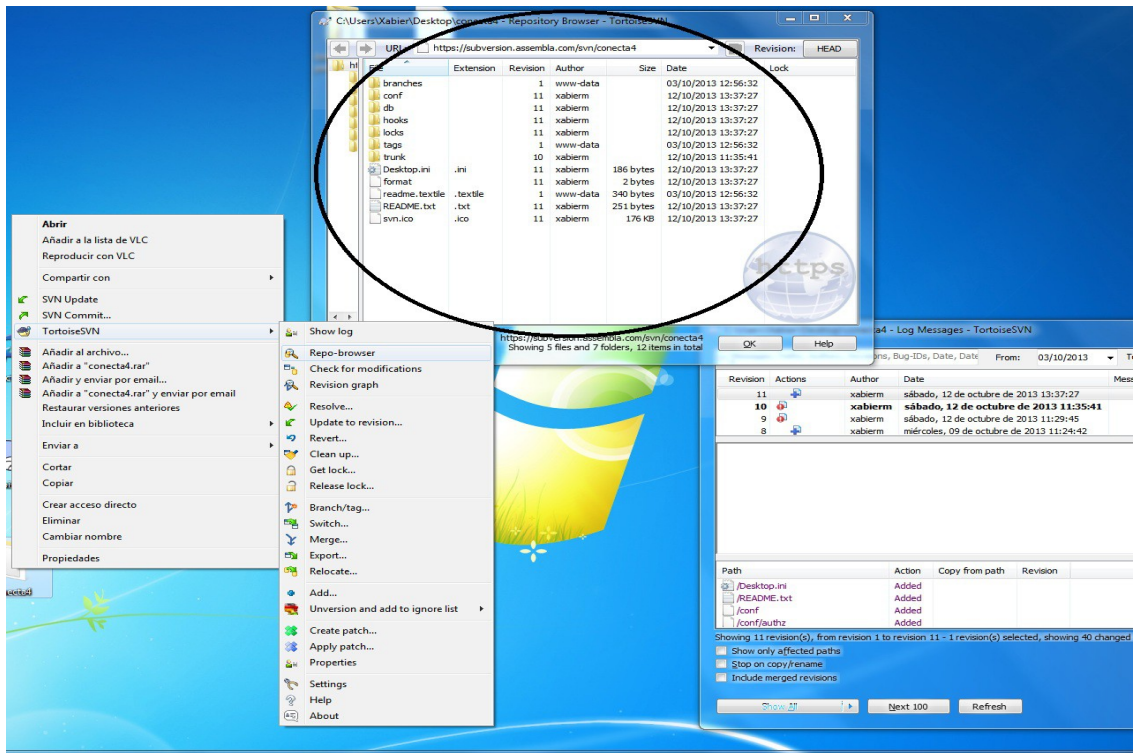 C:\Users\Xabier\Desktop\conecta4 - Repository Browser - TortoiseSVN
URL: https://subversion.assembla.com/svn/conecta4 Revision: HEAD
File Extension Revision Author Size Date Lock
branches 1 www-data 03/10/2013 12:56:32
conf 11 xabierm 12/10/2013 13:37:27
db 11 xabierm 12/10/2013 13:37:27
hooks 11 xabierm 12/10/2013 13:37:27
locks 11 xabierm 12/10/2013 13:37:27
tags 1 www-data 03/10/2013 12:56:32
trunk 10 xabierm 12/10/2013 11:35:41
Desktop.ini .ini 11 xabierm 186 bytes 12/10/2013 13:37:27
format 11 xabierm 2 bytes 12/10/2013 13:37:27
readme.textile .textile 1 www-data 340 bytes 03/10/2013 12:56:32
README.txt .txt 11 xabierm 251 bytes 12/10/2013 13:37:27
svn.ico .ico 11 xabierm 176 KB 12/10/2013 13:37:27
https
https://subversion.assembla.com/svn/conecta4
Showing 5 files and 7 folders, 12 items in total
OK Help
Abrir
Añadir a la lista de VLC
Reproducir con VLC
Compartir con
SVN Update
SVN Commit...
TortoiseSVN
Añadir al archivo...
Añadir a "conecta4.rar"
Añadir y enviar por email...
Añadir a "conecta4.rar" y enviar por email
Restaurar versiones anteriores
Incluir en biblioteca
Enviar a
Cortar
Copiar
Crear acceso directo
Eliminar
Cambiar nombre
Propiedades
Show log
Repo-browser
Check for modifications
Revision graph
Resolve...
Update to revision...
Revert...
Clean up...
Get lock...
Release lock...
Branch/tag...
Switch...
Merge...
Export...
Relocate...
Add...
Unversion and add to ignore list
Create patch...
Apply patch...
Properties
Settings
Help
About
- Log Messages - TortoiseSVN
Bug-IDs, Date, Date From: 03/10/2013
Revision Actions Author Date
11 xabierm sábado, 12 de octubre de 2013 13:37:27
10 xabierm sábado, 12 de octubre de 2013 11:35:41
9 xabierm sábado, 12 de octubre de 2013 11:29:45
8 xabierm miércoles, 09 de octubre de 2013 11:24:42
Path Action Copy from path Revision
/Desktop.ini Added
/README.txt Added
/conf Added
/conf/authz Added
Showing 11 revision(s), from revision 1 to revision 11 - 1 revision(s) selected, showing 40 changed
Show only affected paths
Stop on copy/rename
Include merged revisions
Show All Next 100 Refresh